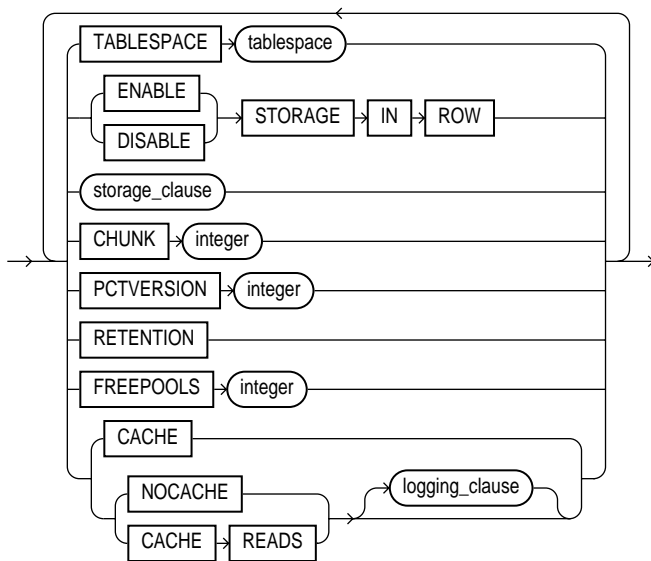 TABLESPACE tablespace
ENABLE
DISABLE
STORAGE IN ROW
storage_clause
CHUNK integer
PCTVERSION integer
RETENTION
FREEPOOLS integer
CACHE
NOCACHE
CACHE READS
logging_clause